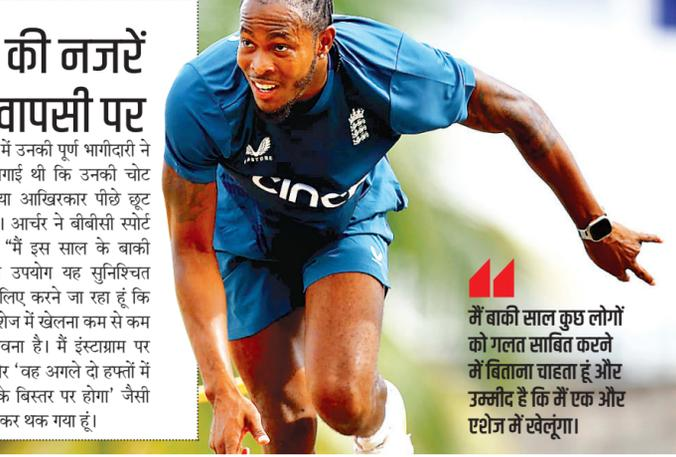 की नजरें
वापसी पर
में उनकी पूर्ण भागीदारी ने
गाई थी कि उनकी चोट
या आखिरकार पीछे छूट
। आर्चर ने बीबीसी स्पोर्ट
“मैं इस साल के बाकी
उपयोग यह सुनिश्चित
लिए करने जा रहा हूं कि
शेज में खेलना कम से कम
वना है। मैं इंस्टाग्राम पर
र ‘वह अगले दो हफ्तों में
के बिस्तर पर होगा’ जैसी
कर थक गया हूं।
CASTORE
cinch
मैं बाकी साल कुछ लोगों
को गलत साबित करने
में बिताना चाहता हूं और
उम्मीद है कि मैं एक और
एशेज में खेलूंगा।